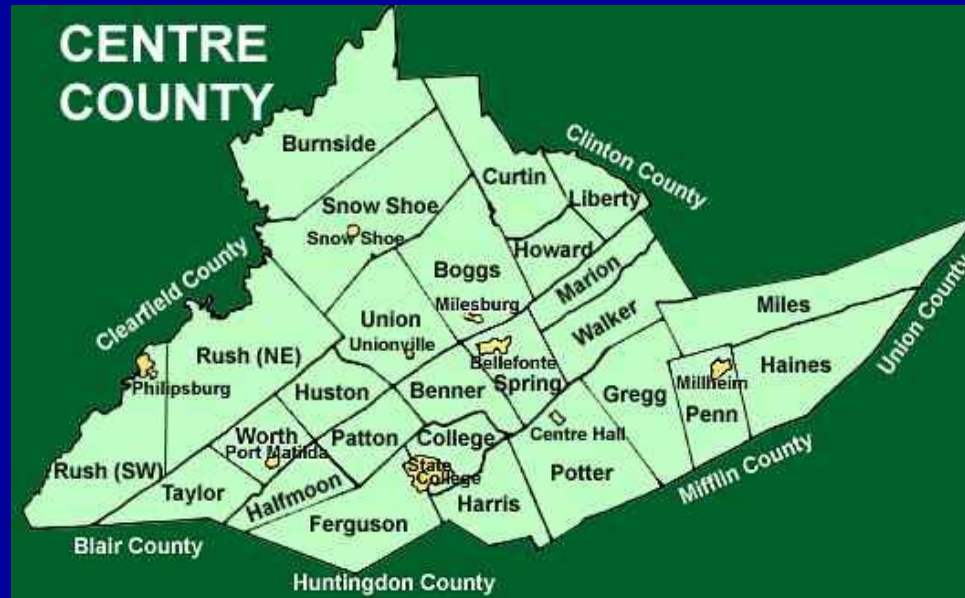 CENTRE
COUNTY
Burnside
Clinton County
Curtin
Liberty
Snow Shoe
Snow Shoe
Howard
Clearfield County
Boggs
Marion
Milesburg
Miles
Union
Walker
Union County
Unionville
Rush (NE)
Bellefonte
Haines
Philipsburg
Millheim
Huston
Benner
Spring
Gregg
Penn
Worth
Patton
College
Centre Hall
Port Matilda
State
College
Rush (SW)
Potter
Mifflin County
Taylor
Halfmoon
Harris
Ferguson
Blair County
Huntingdon County